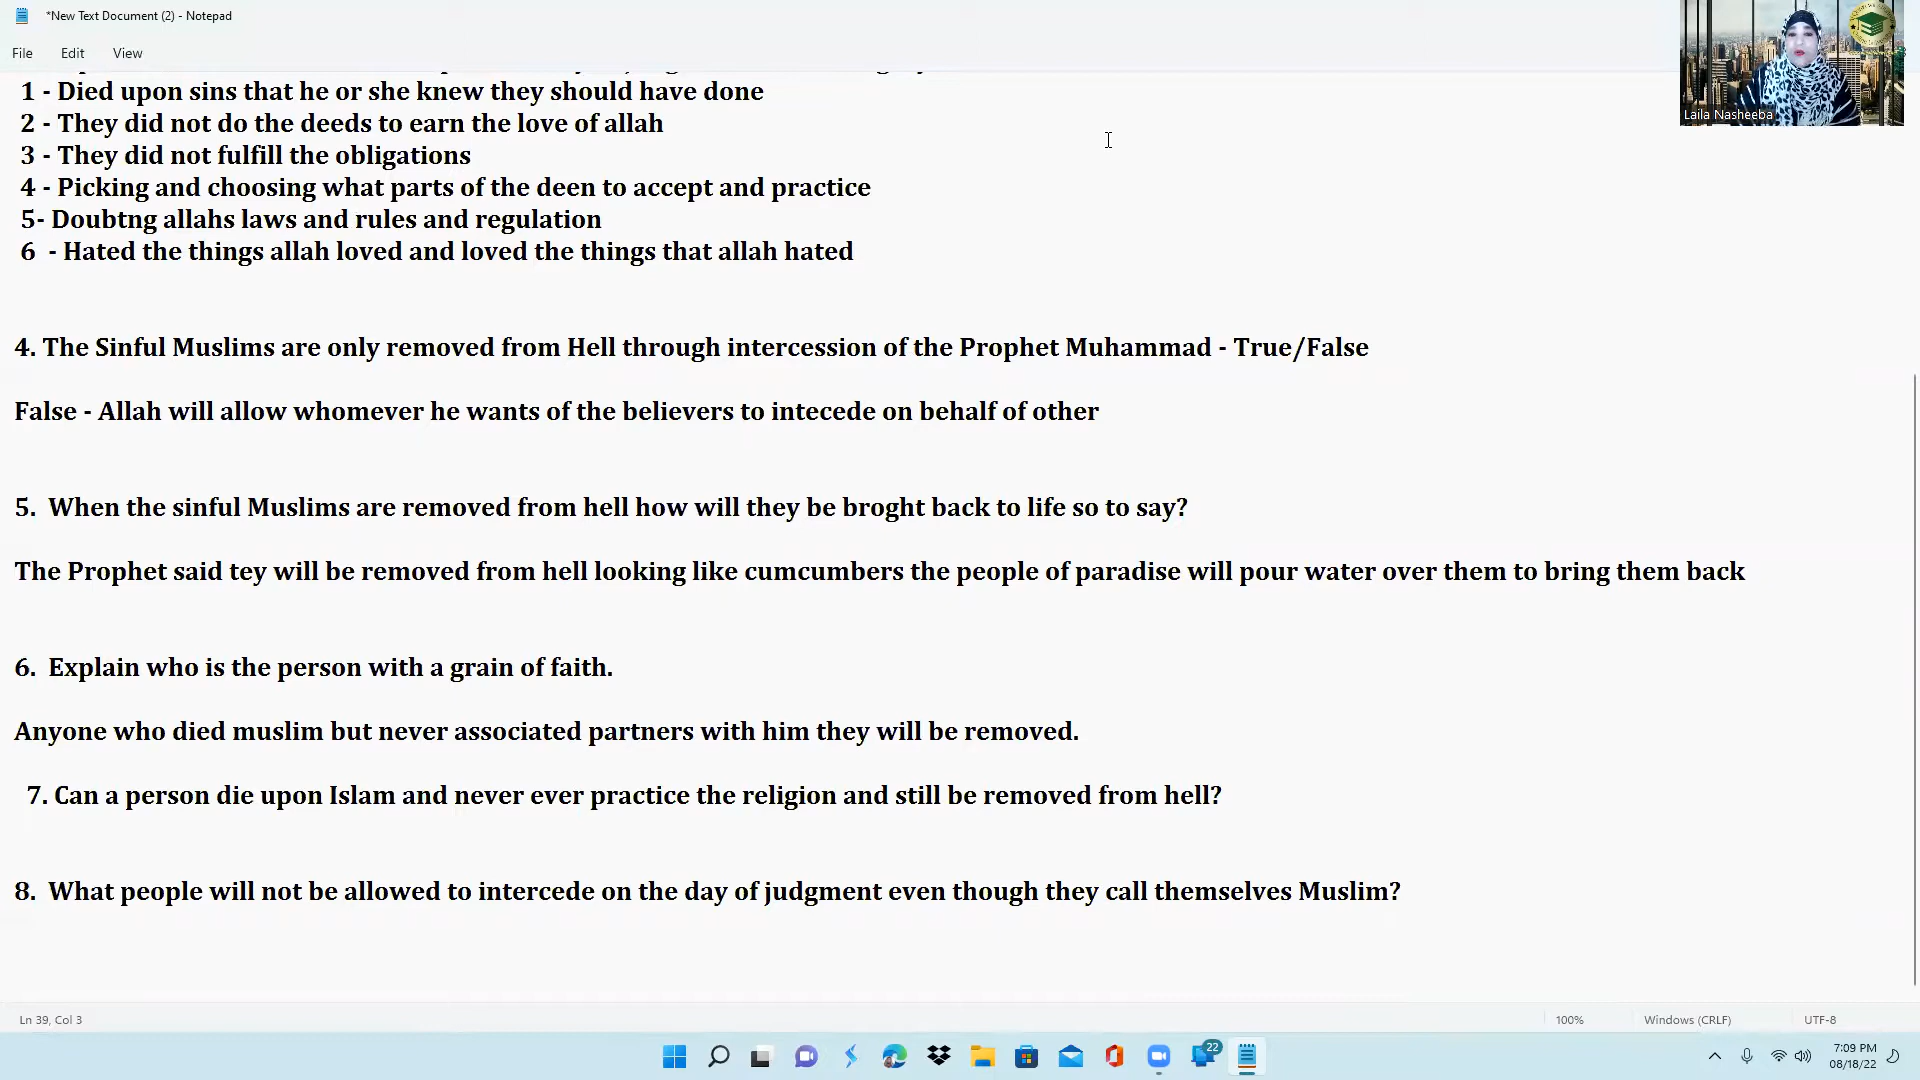 *New Text Document (2) - Notepad
File Edit View
1 - Died upon sins that he or she knew they should have done
2 - They did not do the deeds to earn the love of allah
3 - They did not fulfill the obligations
4 - Picking and choosing what parts of the deen to accept and practice
5- Doubtng allahs laws and rules and regulation
6  - Hated the things allah loved and loved the things that allah hated
4. The Sinful Muslims are only removed from Hell through intercession of the Prophet Muhammad - True/False
False - Allah will allow whomever he wants of the believers to intecede on behalf of other
5.  When the sinful Muslims are removed from hell how will they be broght back to life so to say?
The Prophet said tey will be removed from hell looking like cumcumbers the people of paradise will pour water over them to bring them back
6.  Explain who is the person with a grain of faith.
Anyone who died muslim but never associated partners with him they will be removed.
7. Can a person die upon Islam and never ever practice the religion and still be removed from hell?
8.  What people will not be allowed to intercede on the day of judgment even though they call themselves Muslim?
Laila Nasheeba
Ln 39, Col 3 100% Windows (CRLF) UTF-8
22
7:09 PM
08/18/22